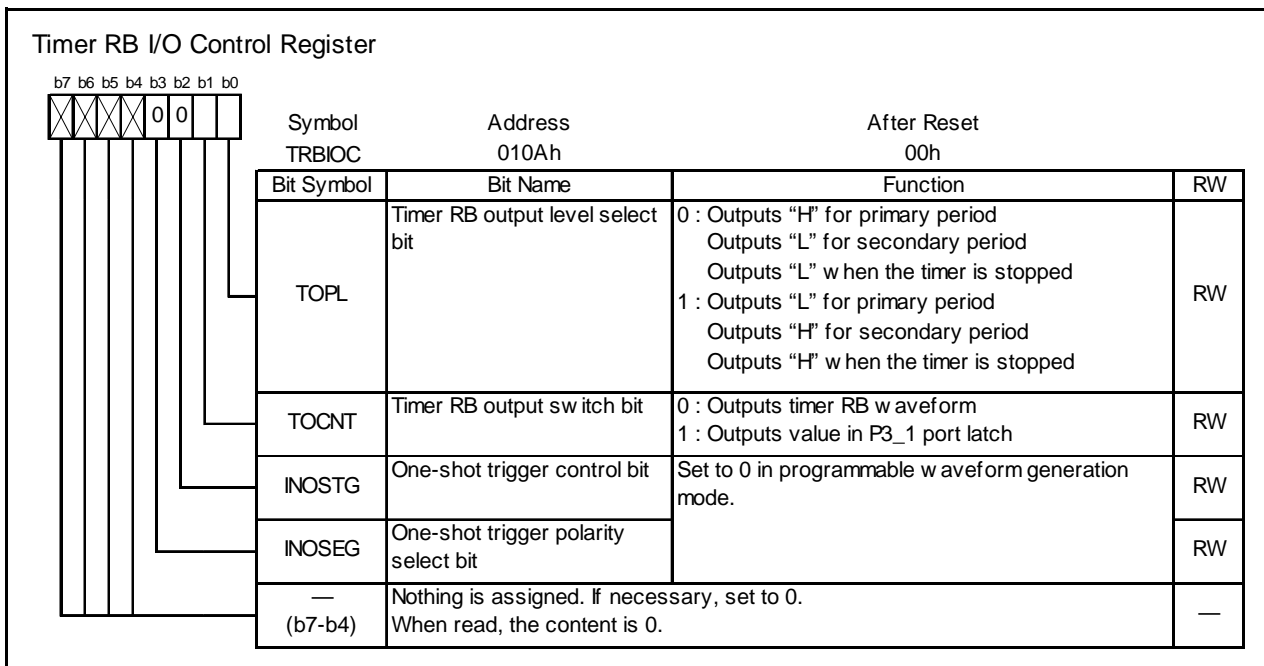 Timer RB I/O Control Register
b7 b6 b5 b4 b3 b2 b1 b0
0 0
Symbol Address After Reset
TRBIOC 010Ah 00h
Bit Symbol Bit Name Function RW
TOPL
Timer RB output level select
bit
0 : Outputs “H” for primary period
Outputs “L” for secondary period
Outputs “L” when the timer is stopped
1 : Outputs “L” for primary period
Outputs “H” for secondary period
Outputs “H” when the timer is stopped
RW
TOCNT
Timer RB output switch bit
0 : Outputs timer RB waveform
1 : Outputs value in P3_1 port latch
RW
INOSTG
One-shot trigger control bit
Set to 0 in programmable waveform generation
mode.
RW
INOSEG
One-shot trigger polarity
select bit
RW
—
(b7-b4)
Nothing is assigned. If necessary, set to 0.
When read, the content is 0.
—